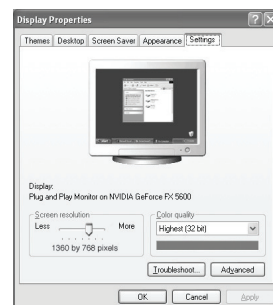 Display Properties
Themes Desktop Screen Saver Appearance Settings
Display:
Plug and Play Monitor on NVIDIA GeForce FX 5600
Screen resolution
Less More
1360 by 768 pixels
Color quality
Highest (32 bit)
Troubleshoot... Advanced
OK Cancel Apply